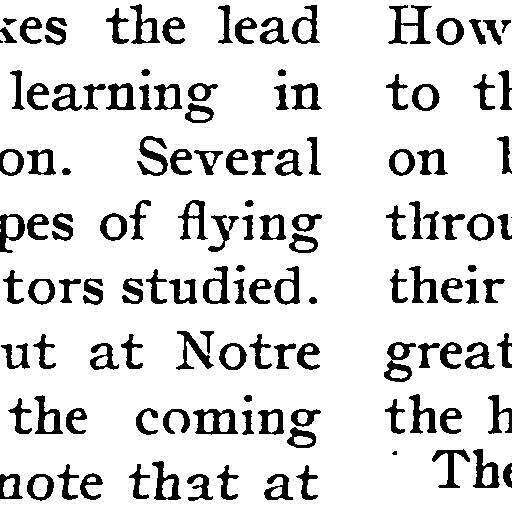 kes the lead
learning in
on. Several
pes of flying
tors studied.
ut at Notre
the coming
note that at
How
to th
on b
throu
their
great
the h
The